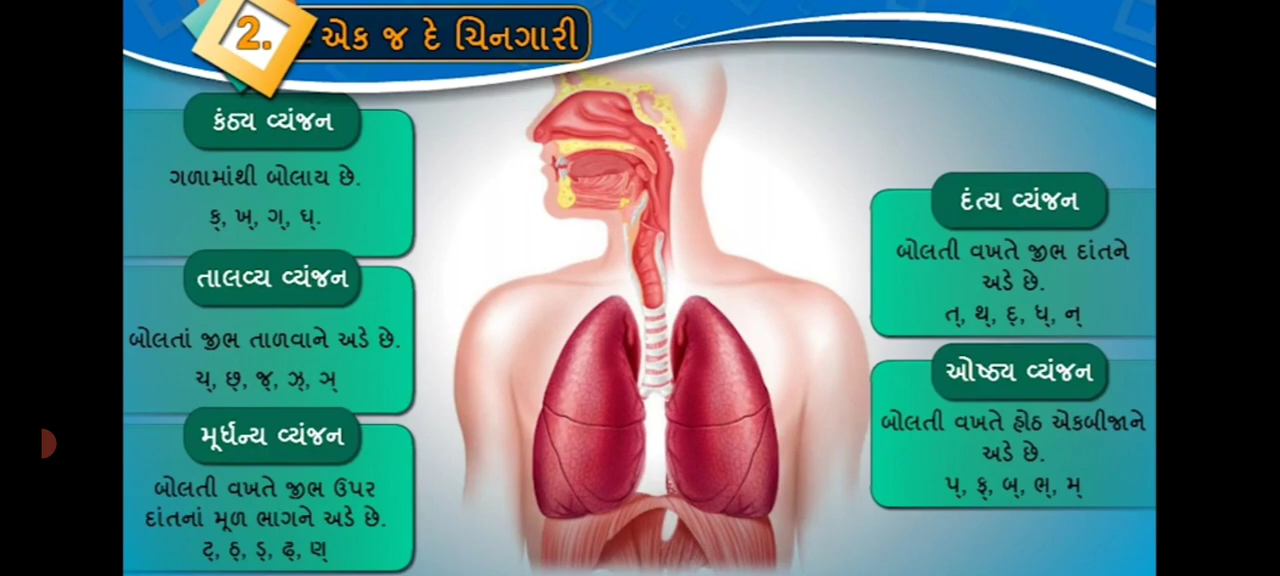 2. એક જ દે ચિનગારી
કંઠ્ય વ્યંજન
ગળામાંથી બોલાય છે.
ક્, ખ્, ગ્, ઘ્.
તાલવ્ય વ્યંજન
બોલતાં જીભ તાળવાને અડે છે.
ચ્, છ્, જ્, ઝ્, ઞ્
મૂર્ધન્ય વ્યંજન
બોલતી વખતે જીભ ઉપર
દાંતનાં મૂળ ભાગને અડે છે.
ટ્, ઠ્, ડ્, ઢ્, ણ્
દંત્ય વ્યંજન
બોલતી વખતે જીભ દાંતને
અડે છે.
ત્, થ્, દ્, ધ્, ન્
ઓષ્ઠ્ય વ્યંજન
બોલતી વખતે હોઠ એકબીજાને
અડે છે.
પ્, ફ્, બ્, ભ્, મ્